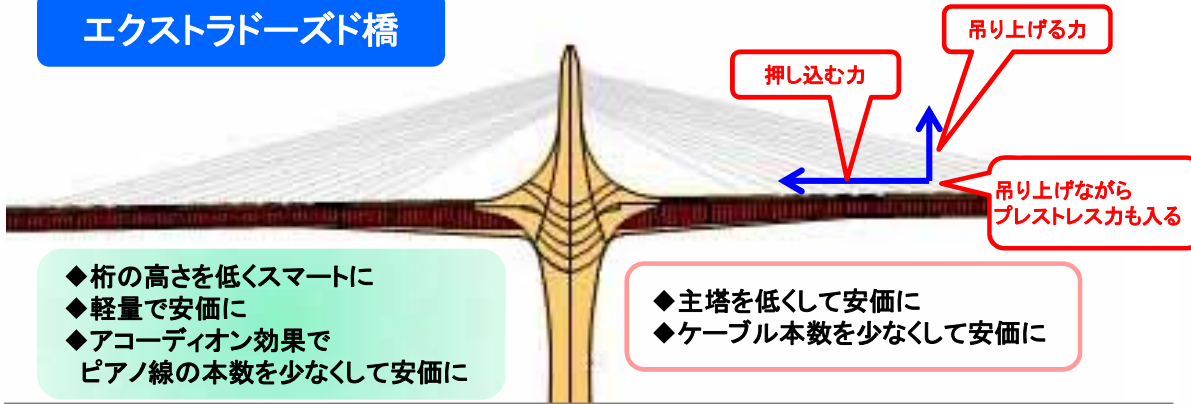 エクストラドーズド橋
吊り上げる力
押し込む力
吊り上げながら
プレストレス力も入る
◆桁の高さを低くスマートに
◆軽量で安価に
◆アコーディオン効果で
ピアノ線の本数を少なくして安価に
◆主塔を低くして安価に
◆ケーブル本数を少なくして安価に